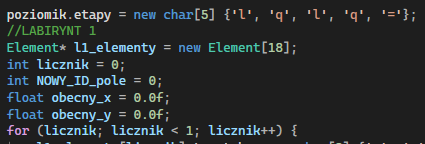 poziomik.etapy = new char[5] {'l', 'q', 'l', 'q', '='};
//LABIRYNT 1
Element* l1_elementy = new Element[18];
int licznik = 0;
int NOWY_ID_pole = 0;
float obecny_x = 0.0f;
float obecny_y = 0.0f;
for (licznik; licznik < 1; licznik++) {